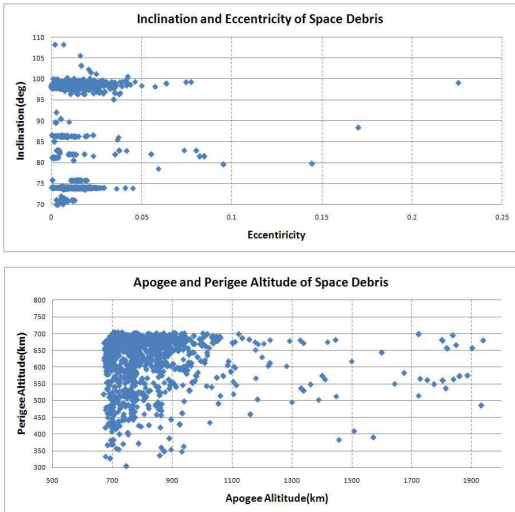 Inclination and Eccentricity of Space Debris
110
105
100
95
90
85
80
75
70
Inclination(deg)
0 0.05 0.1 0.15 0.2 0.25
Eccentricity
Apogee and Perigee Altitude of Space Debris
800
750
700
650
600
550
500
450
400
350
300
Perigee Altitude(km)
500 700 900 1100 1300 1500 1700 1900
Apogee Alititude(km)